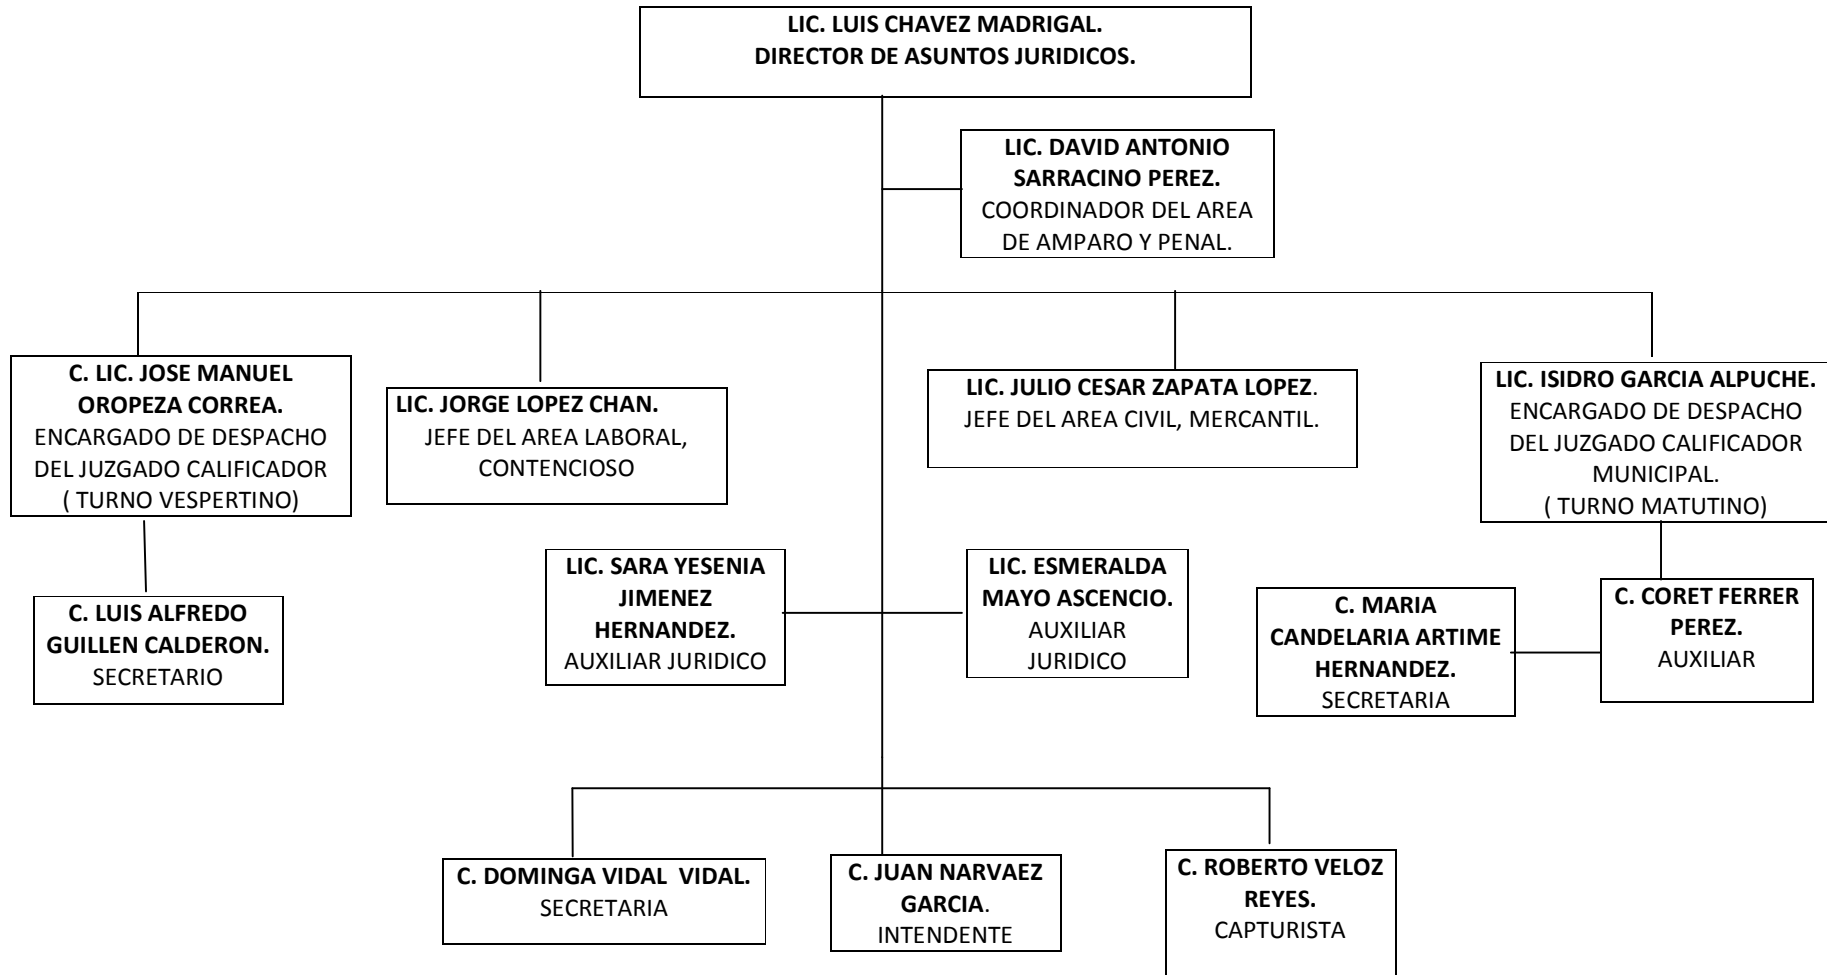 LIC. LUIS CHAVEZ MADRIGAL.
DIRECTOR DE ASUNTOS JURIDICOS.
LIC. DAVID ANTONIO
SARRACINO PEREZ.
COORDINADOR DEL AREA
DE AMPARO Y PENAL.
C. LIC. JOSE MANUEL
OROPEZA CORREA.
ENCARGADO DE DESPACHO
DEL JUZGADO CALIFICADOR
( TURNO VESPERTINO)
LIC. JORGE LOPEZ CHAN.
JEFE DEL AREA LABORAL,
CONTENCIOSO
LIC. JULIO CESAR ZAPATA LOPEZ.
JEFE DEL AREA CIVIL, MERCANTIL.
LIC. ISIDRO GARCIA ALPUCHE.
ENCARGADO DE DESPACHO
DEL JUZGADO CALIFICADOR
MUNICIPAL.
( TURNO MATUTINO)
C. LUIS ALFREDO
GUILLEN CALDERON.
SECRETARIO
LIC. SARA YESENIA
JIMENEZ
HERNANDEZ.
AUXILIAR JURIDICO
LIC. ESMERALDA
MAYO ASCENCIO.
AUXILIAR
JURIDICO
C. MARIA
CANDELARIA ARTIME
HERNANDEZ.
SECRETARIA
C. CORET FERRER
PEREZ.
AUXILIAR
C. DOMINGA VIDAL  VIDAL.
SECRETARIA
C. JUAN NARVAEZ
GARCIA.
INTENDENTE
C. ROBERTO VELOZ
REYES.
CAPTURISTA